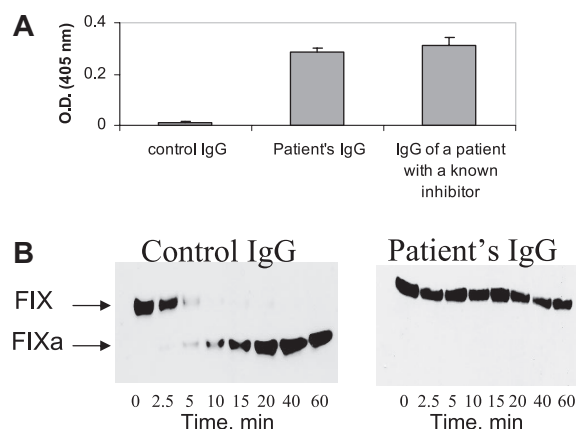 A
O.D. (405 nm)
0.4
0.2
0
control IgG
Patient's IgG
IgG of a patient
with a known
inhibitor
B
Control IgG
Patient's IgG
FIX
FIXa
0 2.5 5 10 15 20 40 60
Time, min
0 2.5 5 10 15 20 40 60
Time, min